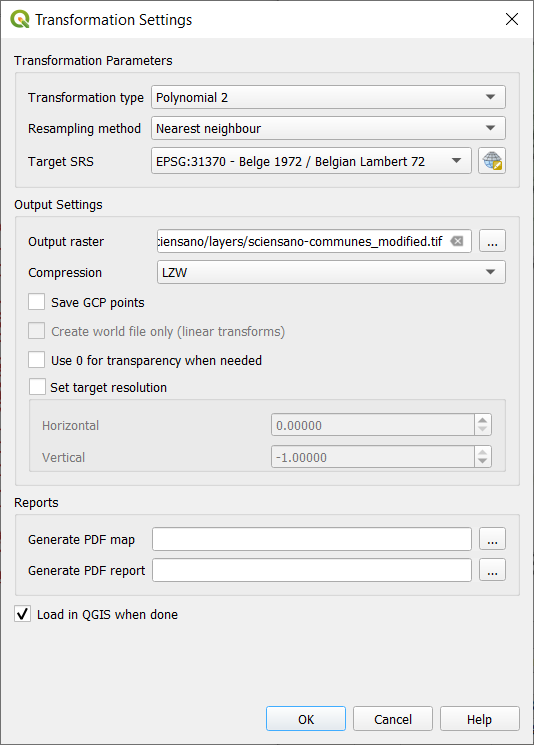 Transformation Settings
Transformation Parameters
Transformation type Polynomial 2
Resampling method Nearest neighbour
Target SRS EPSG:31370 - Belge 1972 / Belgian Lambert 72
Output Settings
Output raster ciensano/layers/sciensano-communes_modified.tif ...
Compression LZW
Save GCP points
Create world file only (linear transforms)
Use 0 for transparency when needed
Set target resolution
Horizontal 0.00000
Vertical -1.00000
Reports
Generate PDF map ...
Generate PDF report ...
Load in QGIS when done
OK Cancel Help